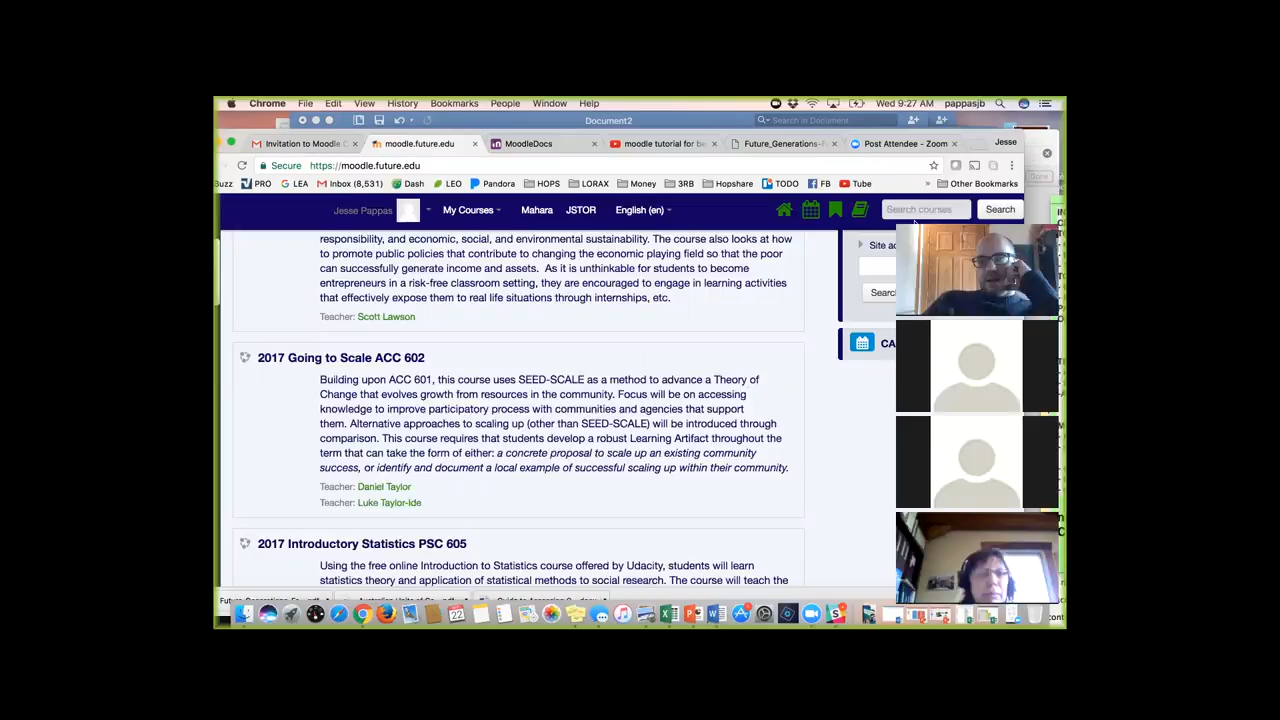 Chrome File Edit View History Bookmarks People Window Help Wed 9:27 AM pappasjb
Document2 Search in Document
Invitation to Moodle C moodle.future.edu MoodleDocs moodle tutorial for be Future_Generations-F Post Attendee - Zoom Jesse
Secure https://moodle.future.edu
Buzz PRO LEA Inbox (8,531) Dash LEO Pandora HOPS LORAX Money 3RB Hopshare TODO FB Tube » Other Bookmarks
Jesse Pappas My Courses Mahara JSTOR English (en) Search courses Search
responsibility, and economic, social, and environmental sustainability. The course also looks at how
to promote public policies that contribute to changing the economic playing field so that the poor
can successfully generate income and assets. As it is unthinkable for students to become
entrepreneurs in a risk-free classroom setting, they are encouraged to engage in learning activities
that effectively expose them to real life situations through internships, etc.
Teacher: Scott Lawson
Site ac
Searc
CA
2017 Going to Scale ACC 602
Building upon ACC 601, this course uses SEED-SCALE as a method to advance a Theory of
Change that evolves growth from resources in the community. Focus will be on accessing
knowledge to improve participatory process with communities and agencies that support
them. Alternative approaches to scaling up (other than SEED-SCALE) will be introduced through
comparison. This course requires that students develop a robust Learning Artifact throughout the
term that can take the form of either: a concrete proposal to scale up an existing community
success, or identify and document a local example of successful scaling up within their community.
Teacher: Daniel Taylor
Teacher: Luke Taylor-Ide
2017 Introductory Statistics PSC 605
Using the free online Introduction to Statistics course offered by Udacity, students will learn
statistics theory and application of statistical methods to social research. The course will teach the
22